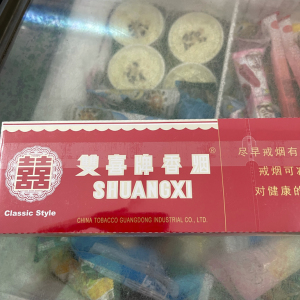 囍
雙喜牌香烟®
SHUANGXI
Classic Style
CHINA TOBACCO GUANGDONG INDUSTRIAL CO., LTD.
尽早戒烟有
戒烟可
对健康的